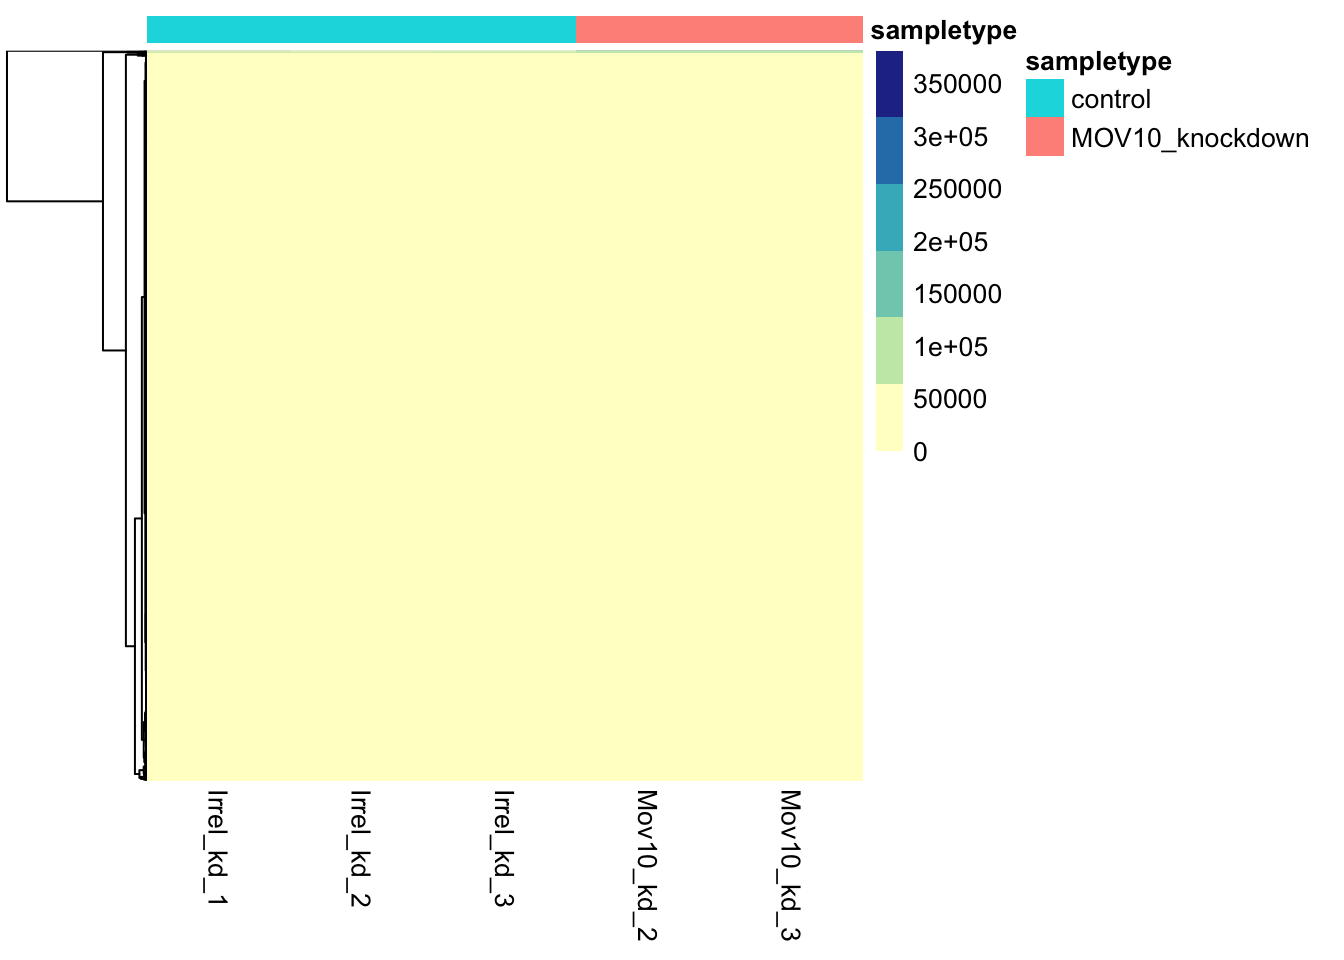 sampletype
350000
3e+05
250000
2e+05
150000
1e+05
50000
0
sampletype
control
MOV10_knockdown
Irrel_kd_1
Irrel_kd_2
Irrel_kd_3
Mov10_kd_2
Mov10_kd_3